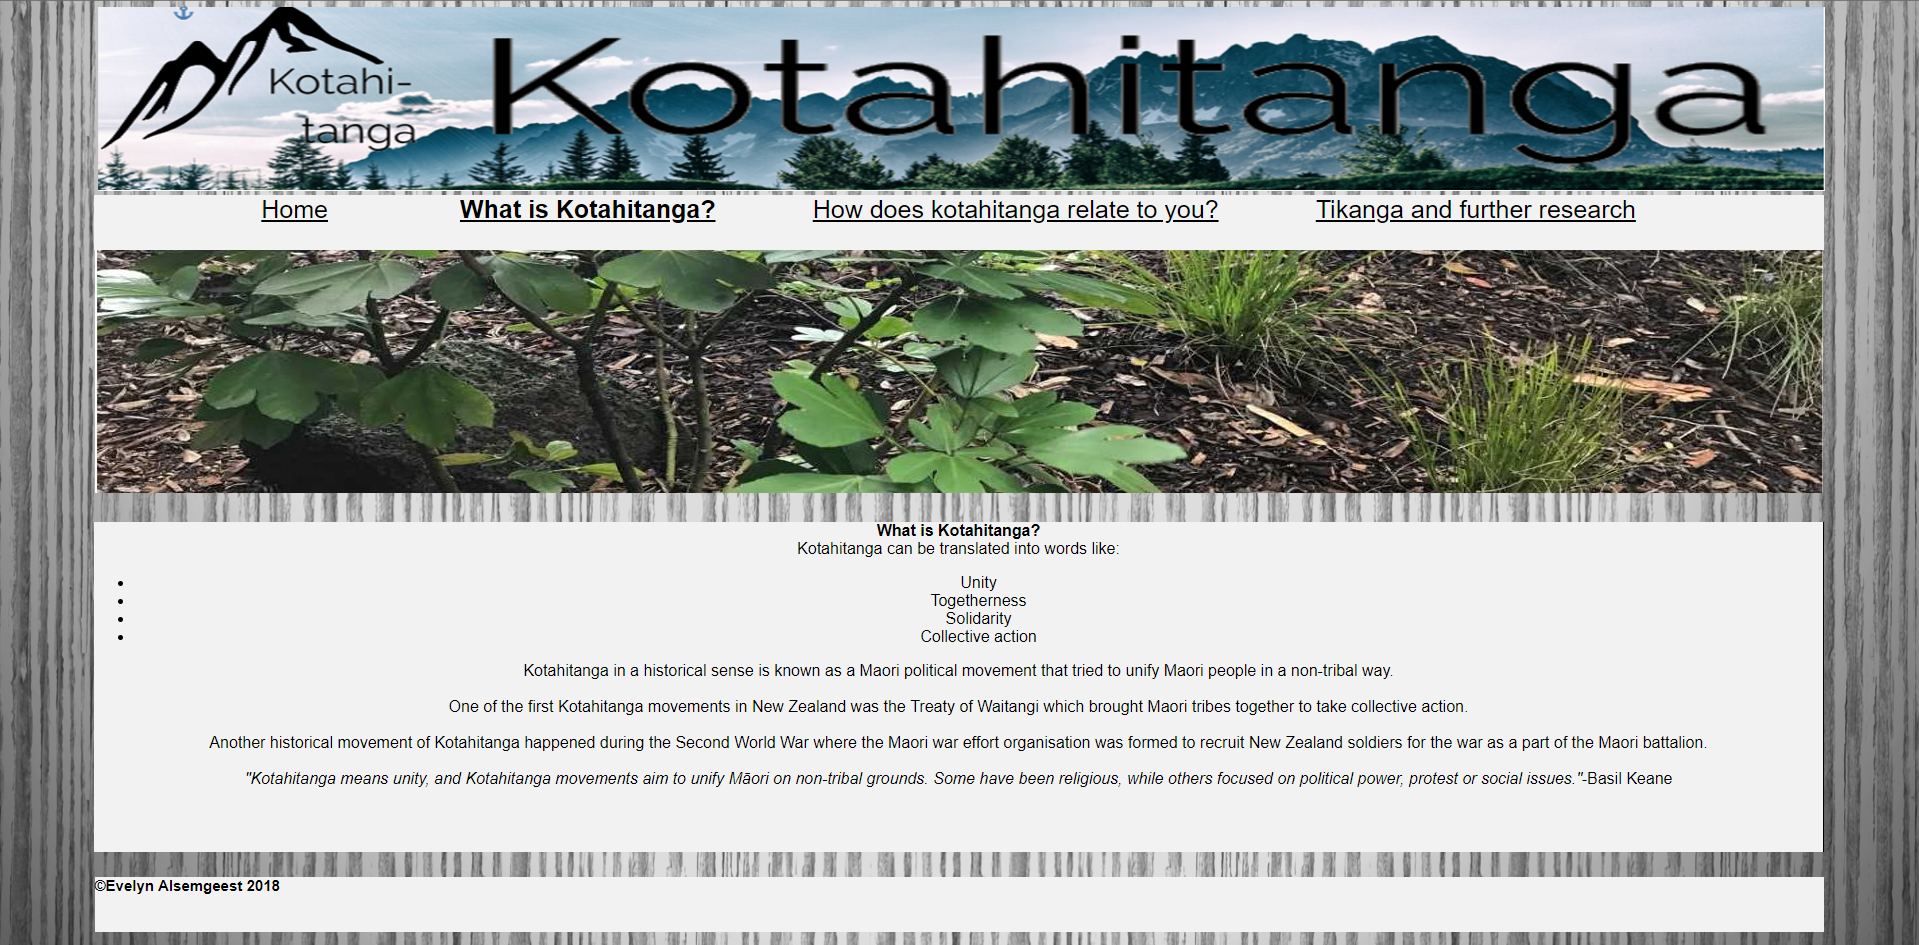 Kotahi-
tanga
Kotahitanga
Home What is Kotahitanga? How does kotahitanga relate to you? Tikanga and further research
What is Kotahitanga?
Kotahitanga can be translated into words like:
• Unity
• Togetherness
• Solidarity
• Collective action
Kotahitanga in a historical sense is known as a Maori political movement that tried to unify Maori people in a non-tribal way.
One of the first Kotahitanga movements in New Zealand was the Treaty of Waitangi which brought Maori tribes together to take collective action.
Another historical movement of Kotahitanga happened during the Second World War where the Maori war effort organisation was formed to recruit New Zealand soldiers for the war as a part of the Maori battalion.
"Kotahitanga means unity, and Kotahitanga movements aim to unify Māori on non-tribal grounds. Some have been religious, while others focused on political power, protest or social issues."-Basil Keane
©Evelyn Alsemgeest 2018